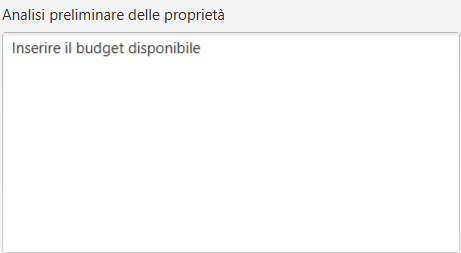 Analisi preliminare delle proprietà
Inserire il budget disponibile